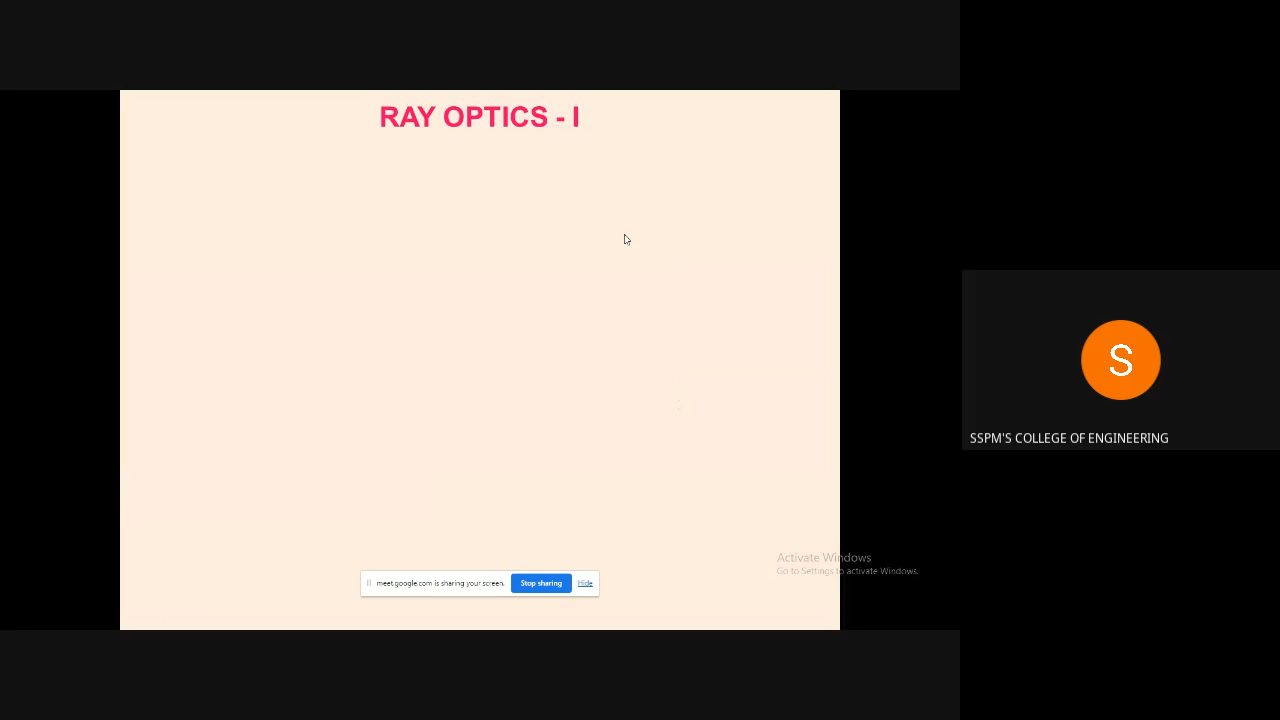 RAY OPTICS - I
S
SSPM'S COLLEGE OF ENGINEERING
Activate Windows
Go to Settings to activate Windows.
meet.google.com is sharing your screen.
Stop sharing
Hide